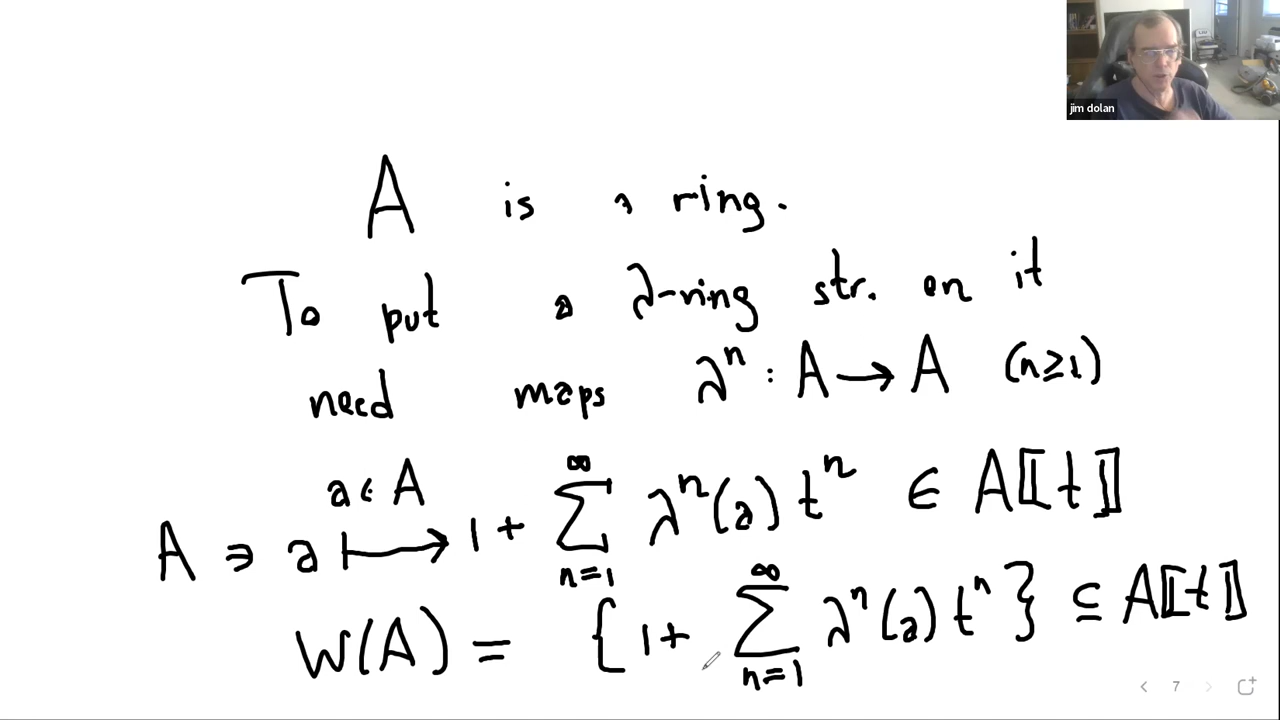 jim dolan
A is a ring.
To put a λ-ring str. on it
need maps λⁿ : A → A (n≥1)
a ∈ A
A ∋ a ↦ 1 + ∑_{n=1}^{∞} λⁿ(a) tⁿ ∈ A⟦t⟧
W(A) = {1 + ∑_{n=1}^{∞} λⁿ(a) tⁿ} ⊆ A⟦t⟧
7